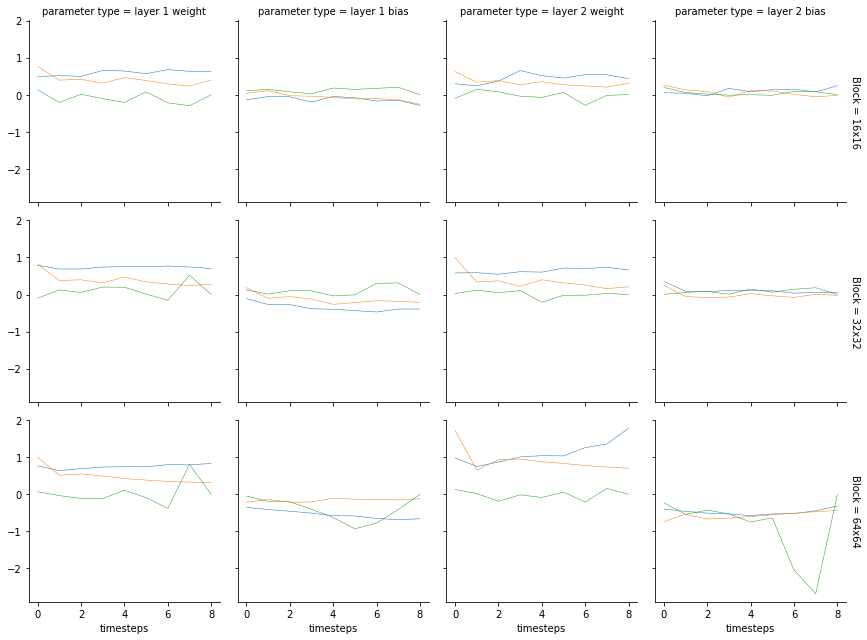 parameter type = layer 1 weight
parameter type = layer 1 bias
parameter type = layer 2 weight
parameter type = layer 2 bias
2
1
0
−1
−2
Block = 16x16
2
1
0
−1
−2
Block = 32x32
2
1
0
−1
−2
Block = 64x64
0 2 4 6 8
0 2 4 6 8
0 2 4 6 8
0 2 4 6 8
timesteps
timesteps
timesteps
timesteps